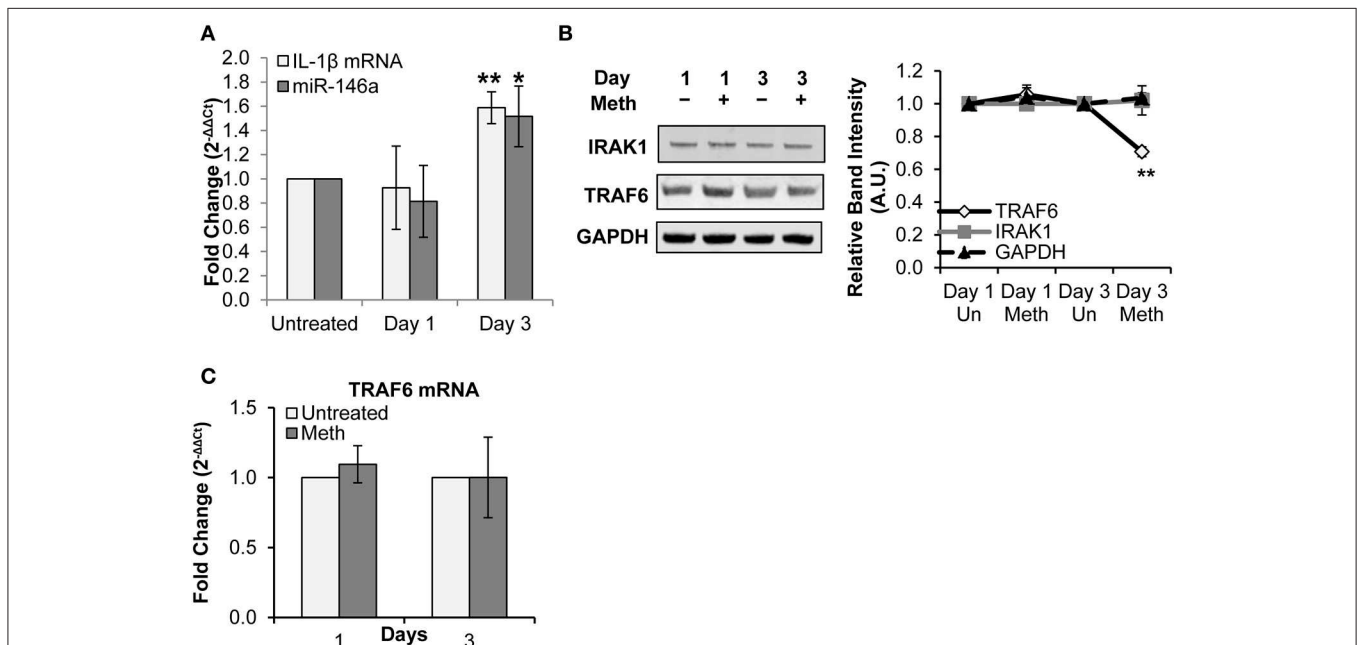 A
Fold Change (2-ΔΔCt)
2.0
1.8
1.6
1.4
1.2
1.0
0.8
0.6
0.4
0.2
0.0
IL-1β mRNA
miR-146a
** *
Untreated Day 1 Day 3
B
Day 1 1 3 3
Meth – + – +
IRAK1
TRAF6
GAPDH
Relative Band Intensity
(A.U.)
1.2
1.0
0.8
0.6
0.4
0.2
0.0
**
TRAF6
IRAK1
GAPDH
Day 1 Day 1 Day 3 Day 3
Un Meth Un Meth
C
TRAF6 mRNA
Fold Change (2-ΔΔCt)
1.5
1.0
0.5
0.0
Untreated
Meth
1 Days 3